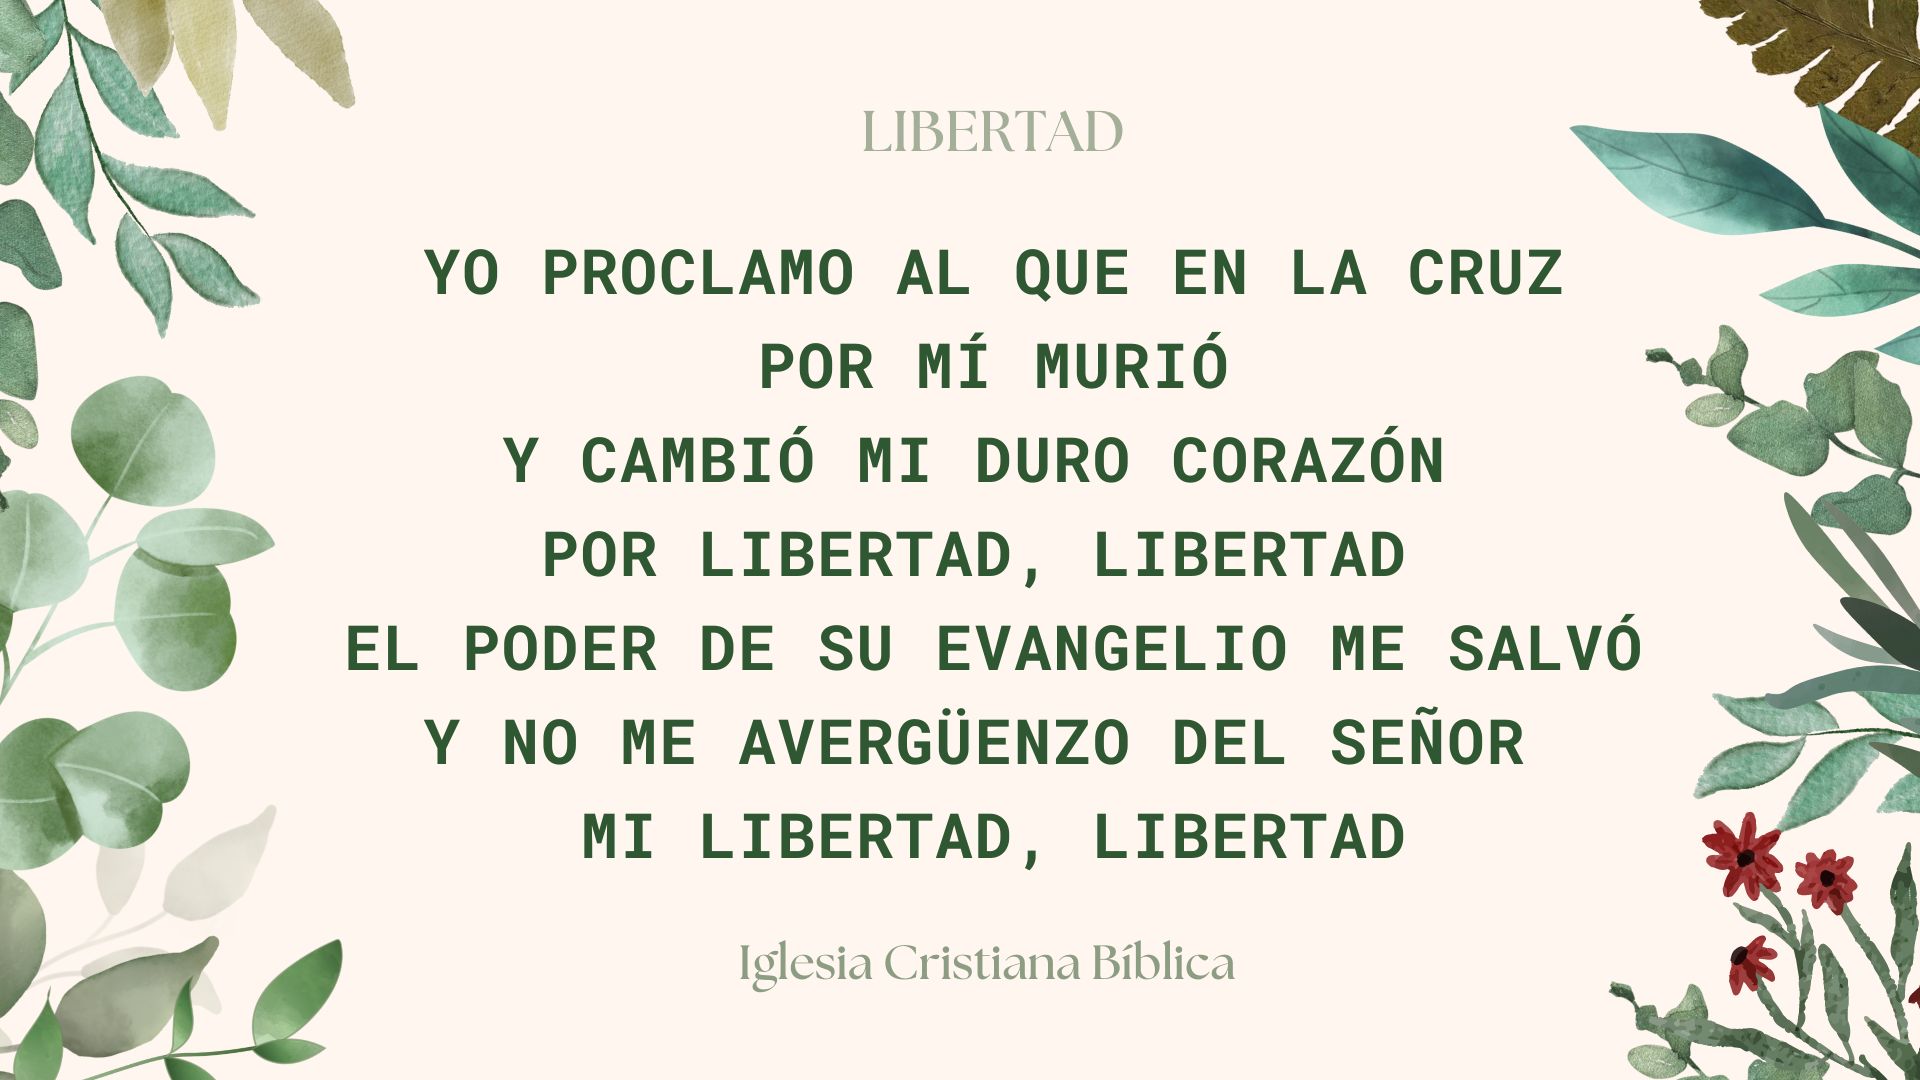 LIBERTAD
YO PROCLAMO AL QUE EN LA CRUZ
POR MÍ MURIÓ
Y CAMBIÓ MI DURO CORAZÓN
POR LIBERTAD, LIBERTAD
EL PODER DE SU EVANGELIO ME SALVÓ
Y NO ME AVERGÜENZO DEL SEÑOR
MI LIBERTAD, LIBERTAD
Iglesia Cristiana Bíblica